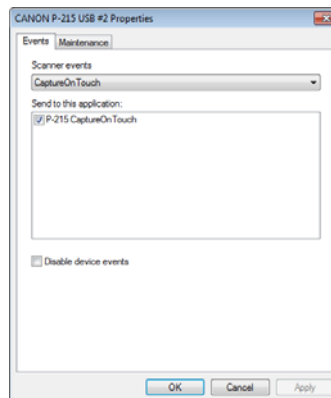 CANON P-215 USB #2 Properties
Events Maintenance
Scanner events
CaptureOnTouch
Send to this application:
P-215 CaptureOnTouch
Disable device events
OK Cancel Apply